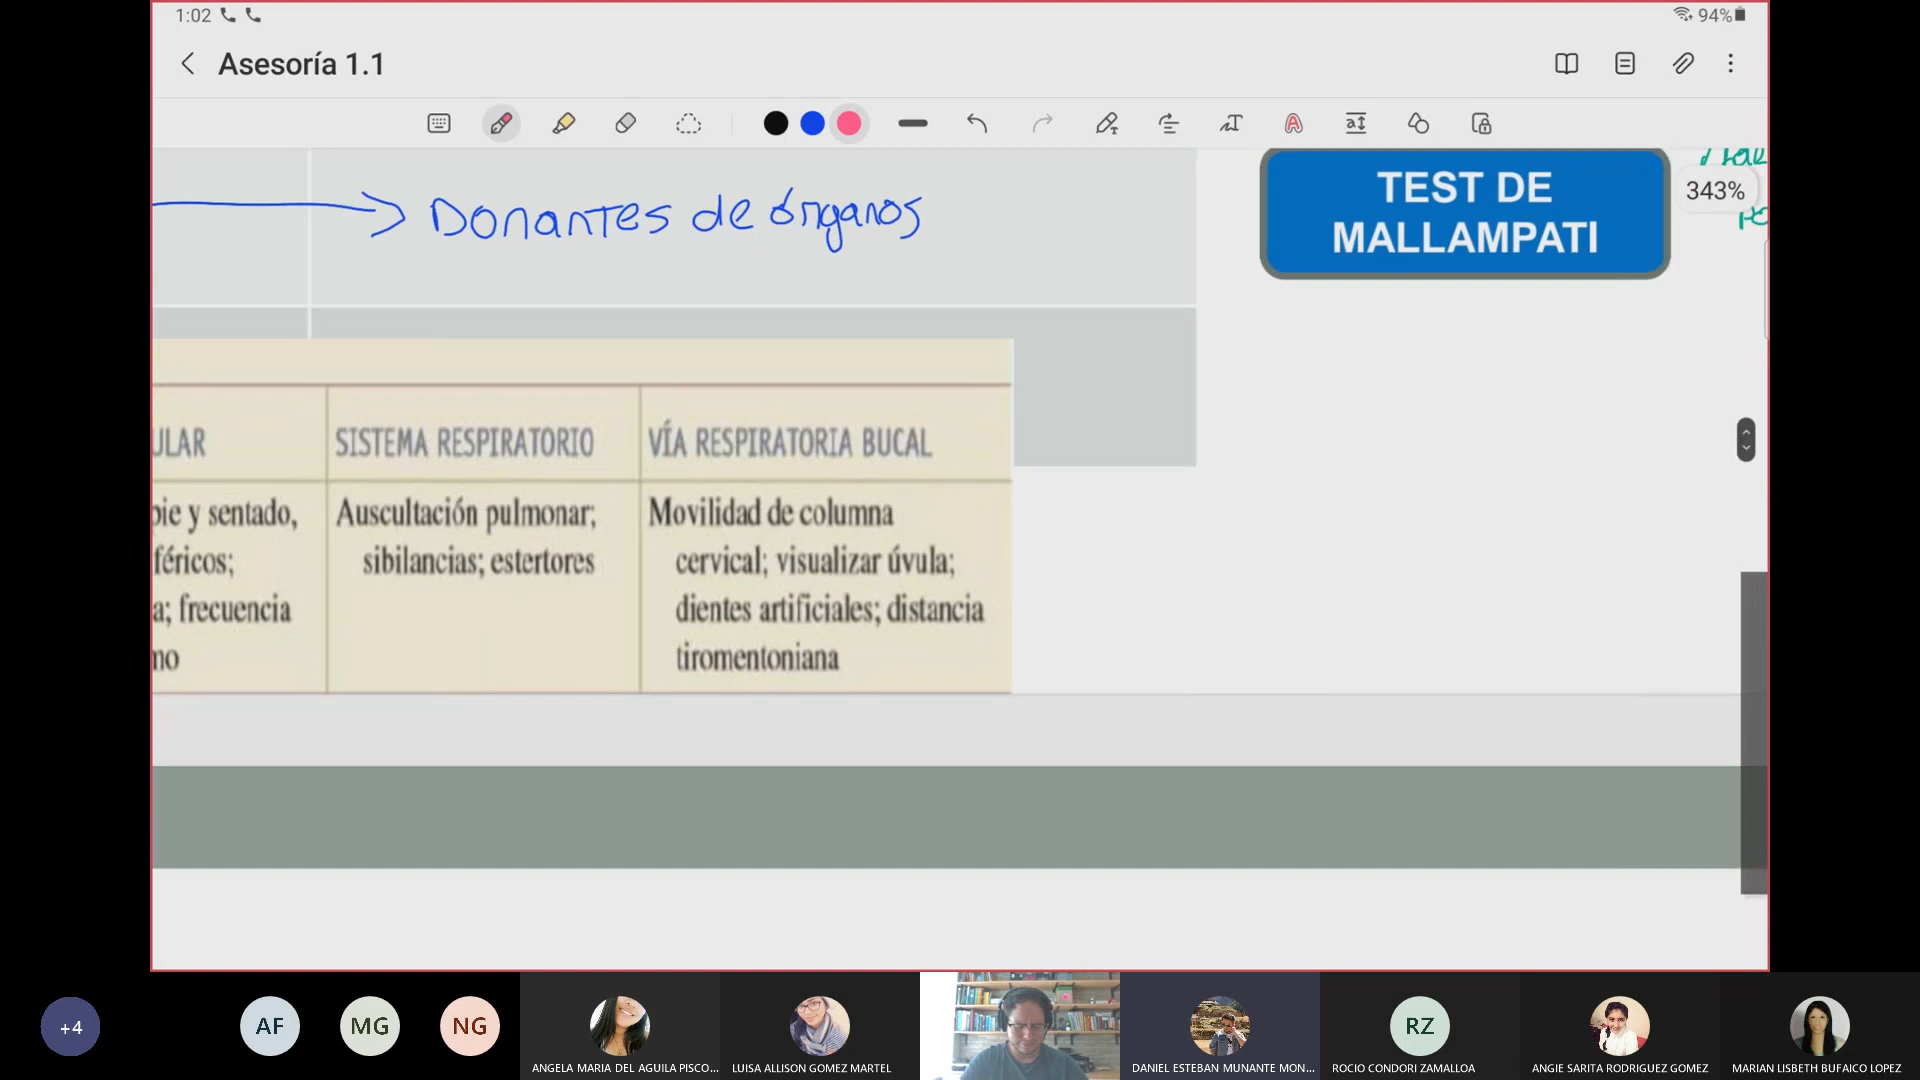 1:02
94%
Asesoría 1.1
343%
Donantes de órganos
TEST DE
MALLAMPATI
ULAR
SISTEMA RESPIRATORIO
VÍA RESPIRATORIA BUCAL
pie y sentado,
féricos;
a; frecuencia
mo
Auscultación pulmonar;
sibilancias; estertores
Movilidad de columna
cervical; visualizar úvula;
dientes artificiales; distancia
tiromentoniana
+4
AF
MG
NG
ANGELA MARIA DEL AGUILA PISCO...
LUISA ALLISON GOMEZ MARTEL
DANIEL ESTEBAN MUNANTE MON...
RZ
ROCIO CONDORI ZAMALLOA
ANGIE SARITA RODRIGUEZ GOMEZ
MARIAN LISBETH BUFAICO LOPEZ